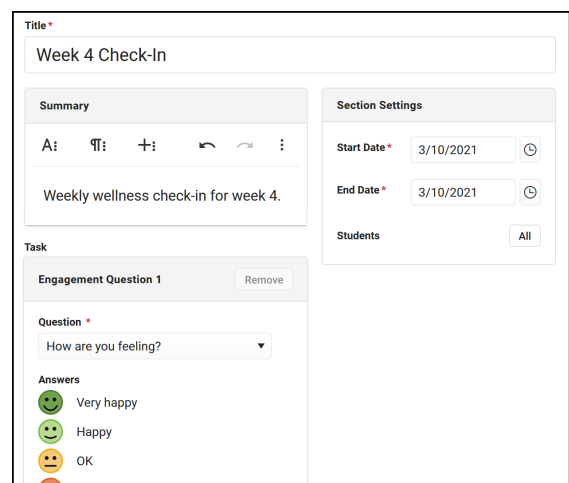 Title *
Week 4 Check-In
Summary
A
¶
Weekly wellness check-in for week 4.
Section Settings
Start Date * 3/10/2021
End Date * 3/10/2021
Students All
Task
Engagement Question 1 Remove
Question *
How are you feeling?
Answers
Very happy
Happy
OK